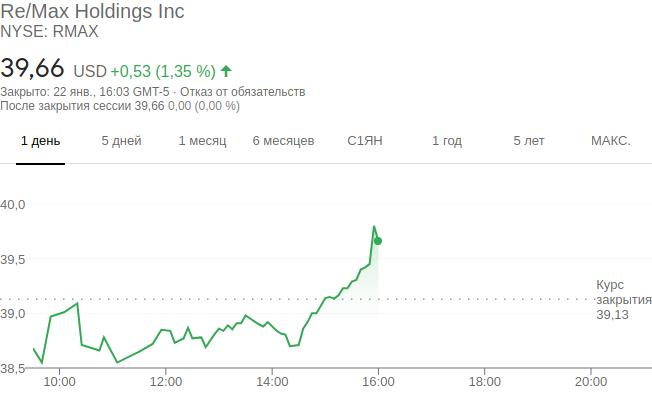 Re/Max Holdings Inc
NYSE: RMAX
39,66 USD +0,53 (1,35 %)
Закрыто: 22 янв., 16:03 GMT-5 · Отказ от обязательств
После закрытия сессии 39,66 0,00 (0,00 %)
1 день 5 дней 1 месяц 6 месяцев С1ЯН 1 год 5 лет МАКС.
40,0
39,5
Курс
закрытия
39,13
39,0
38,5
10:00 12:00 14:00 16:00 18:00 20:00